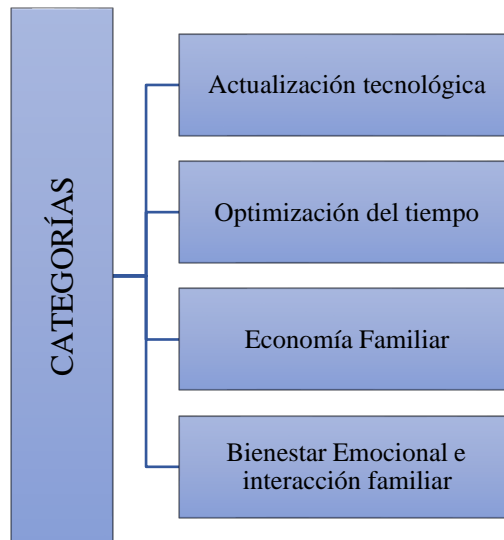 CATEGORÍAS
Actualización tecnológica
Optimización del tiempo
Economía Familiar
Bienestar Emocional e
interacción familiar